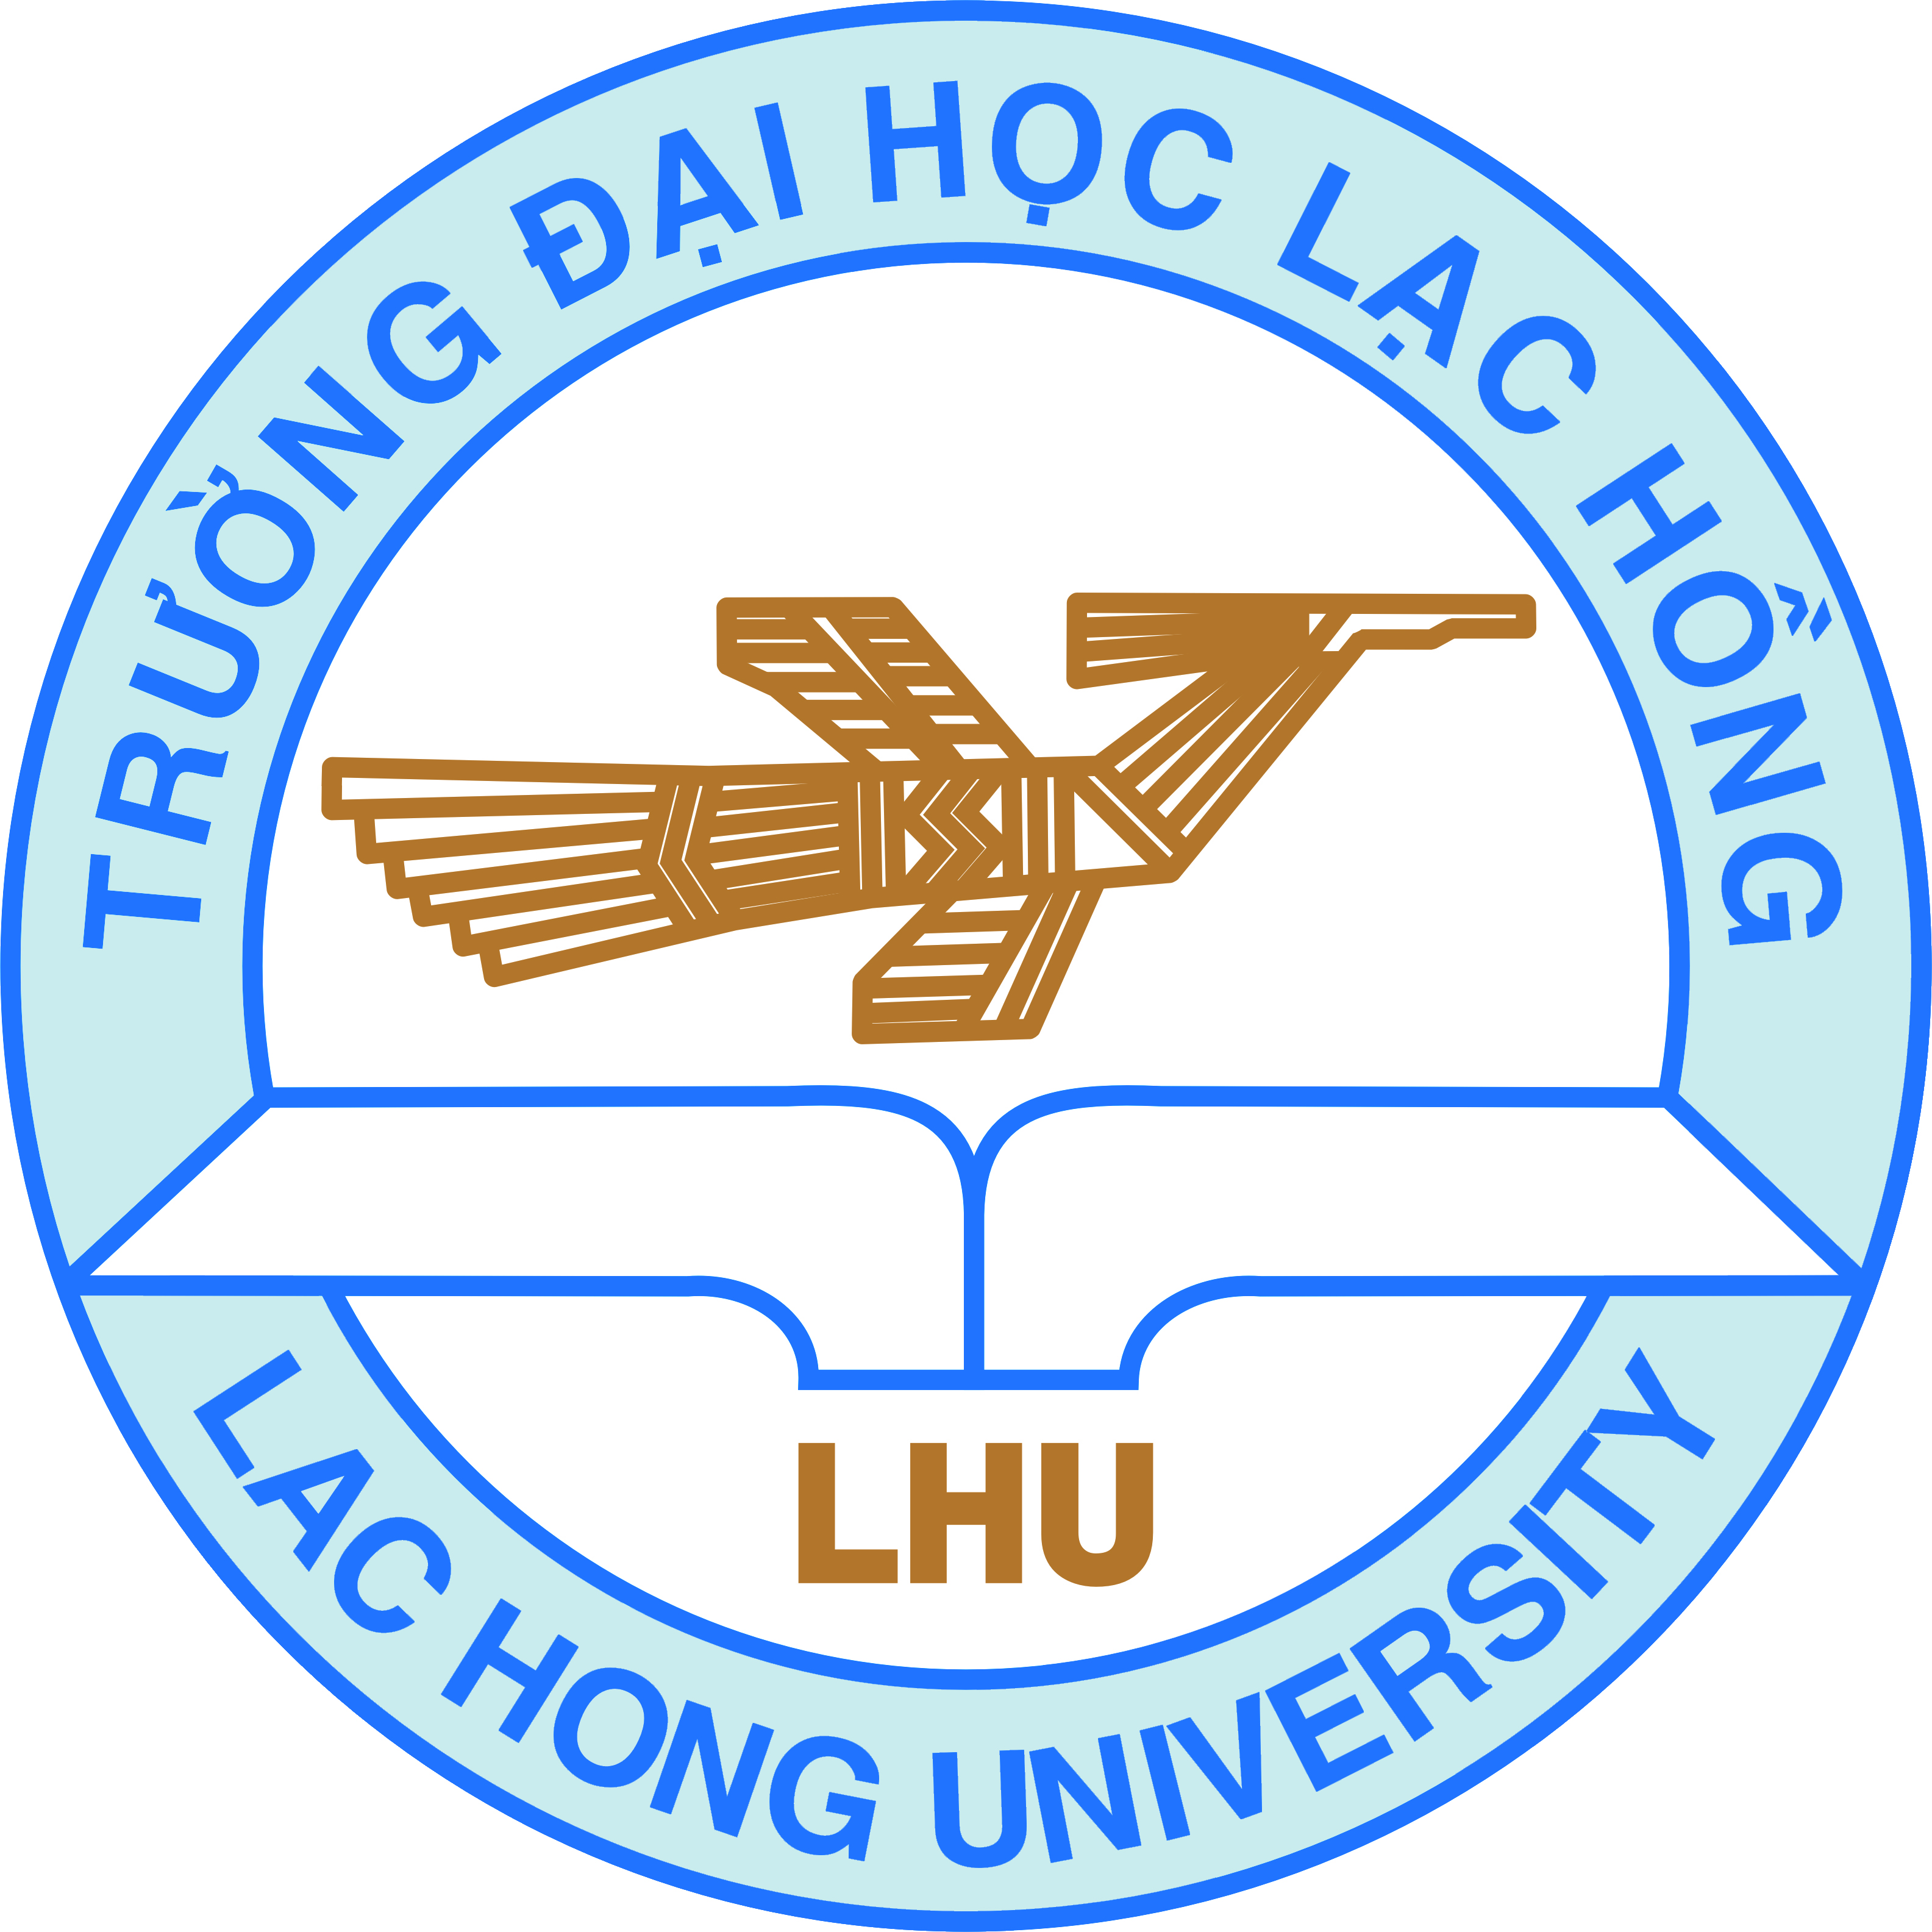 TRƯỜNG ĐẠI HỌC LẠC HỒNG
LHU
LAC HONG UNIVERSITY